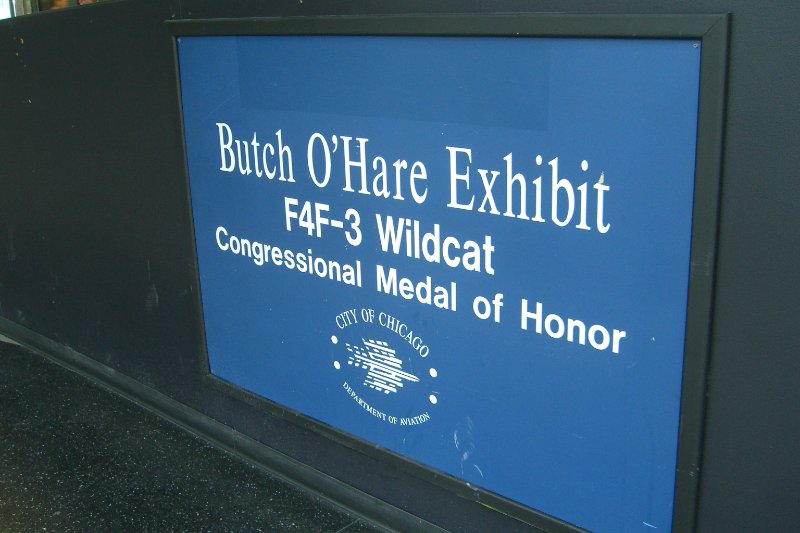 Butch O'Hare Exhibit
F4F-3 Wildcat
Congressional Medal of Honor
CITY OF CHICAGO
DEPARTMENT OF AVIATION